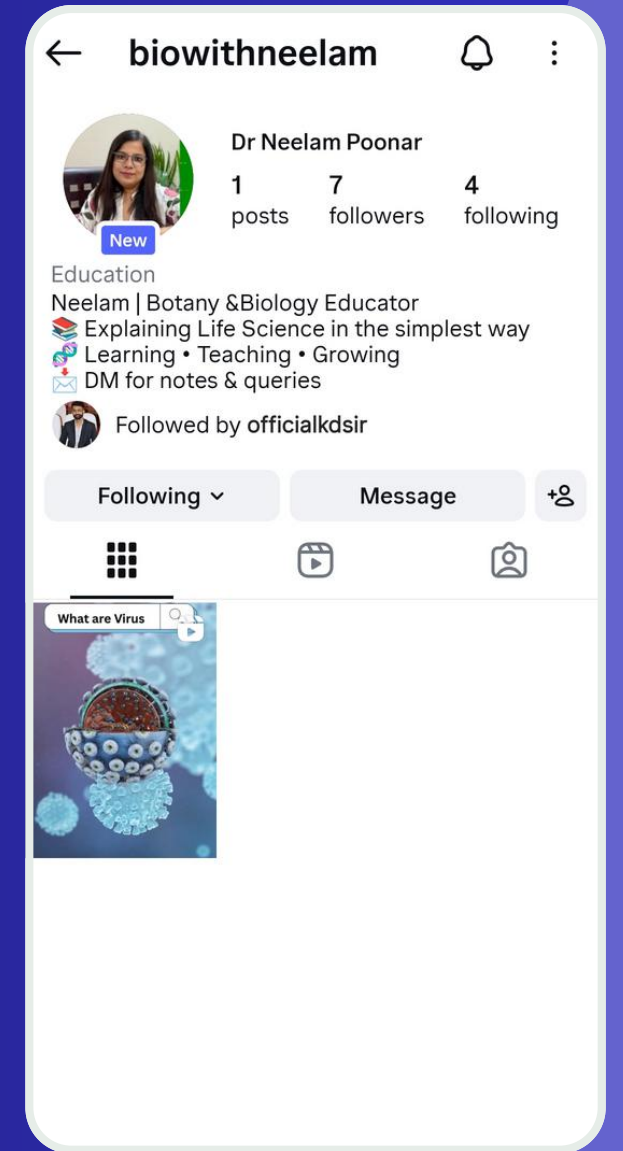 biowithneelam
Dr Neelam Poonar
1 7 4
posts followers following
New
Education
Neelam | Botany &Biology Educator
📚 Explaining Life Science in the simplest way
🧬 Learning • Teaching • Growing
📩 DM for notes & queries
Followed by officialkdsir
Following Message
What are Virus